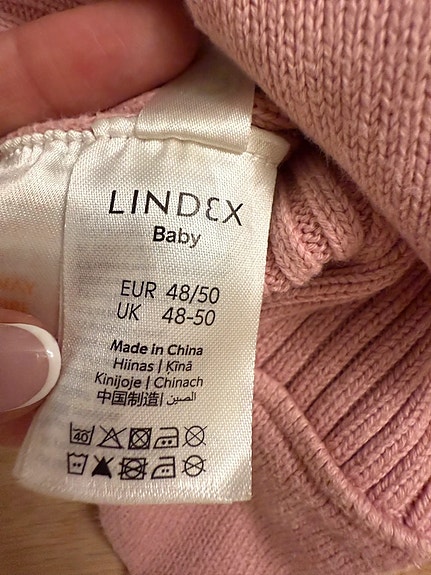 LINDEX
Baby
EUR 48/50
UK 48-50
Made in China
Hiinas | Ķīnā
Kinijoje | Chinach
中国制造 | الصين
40